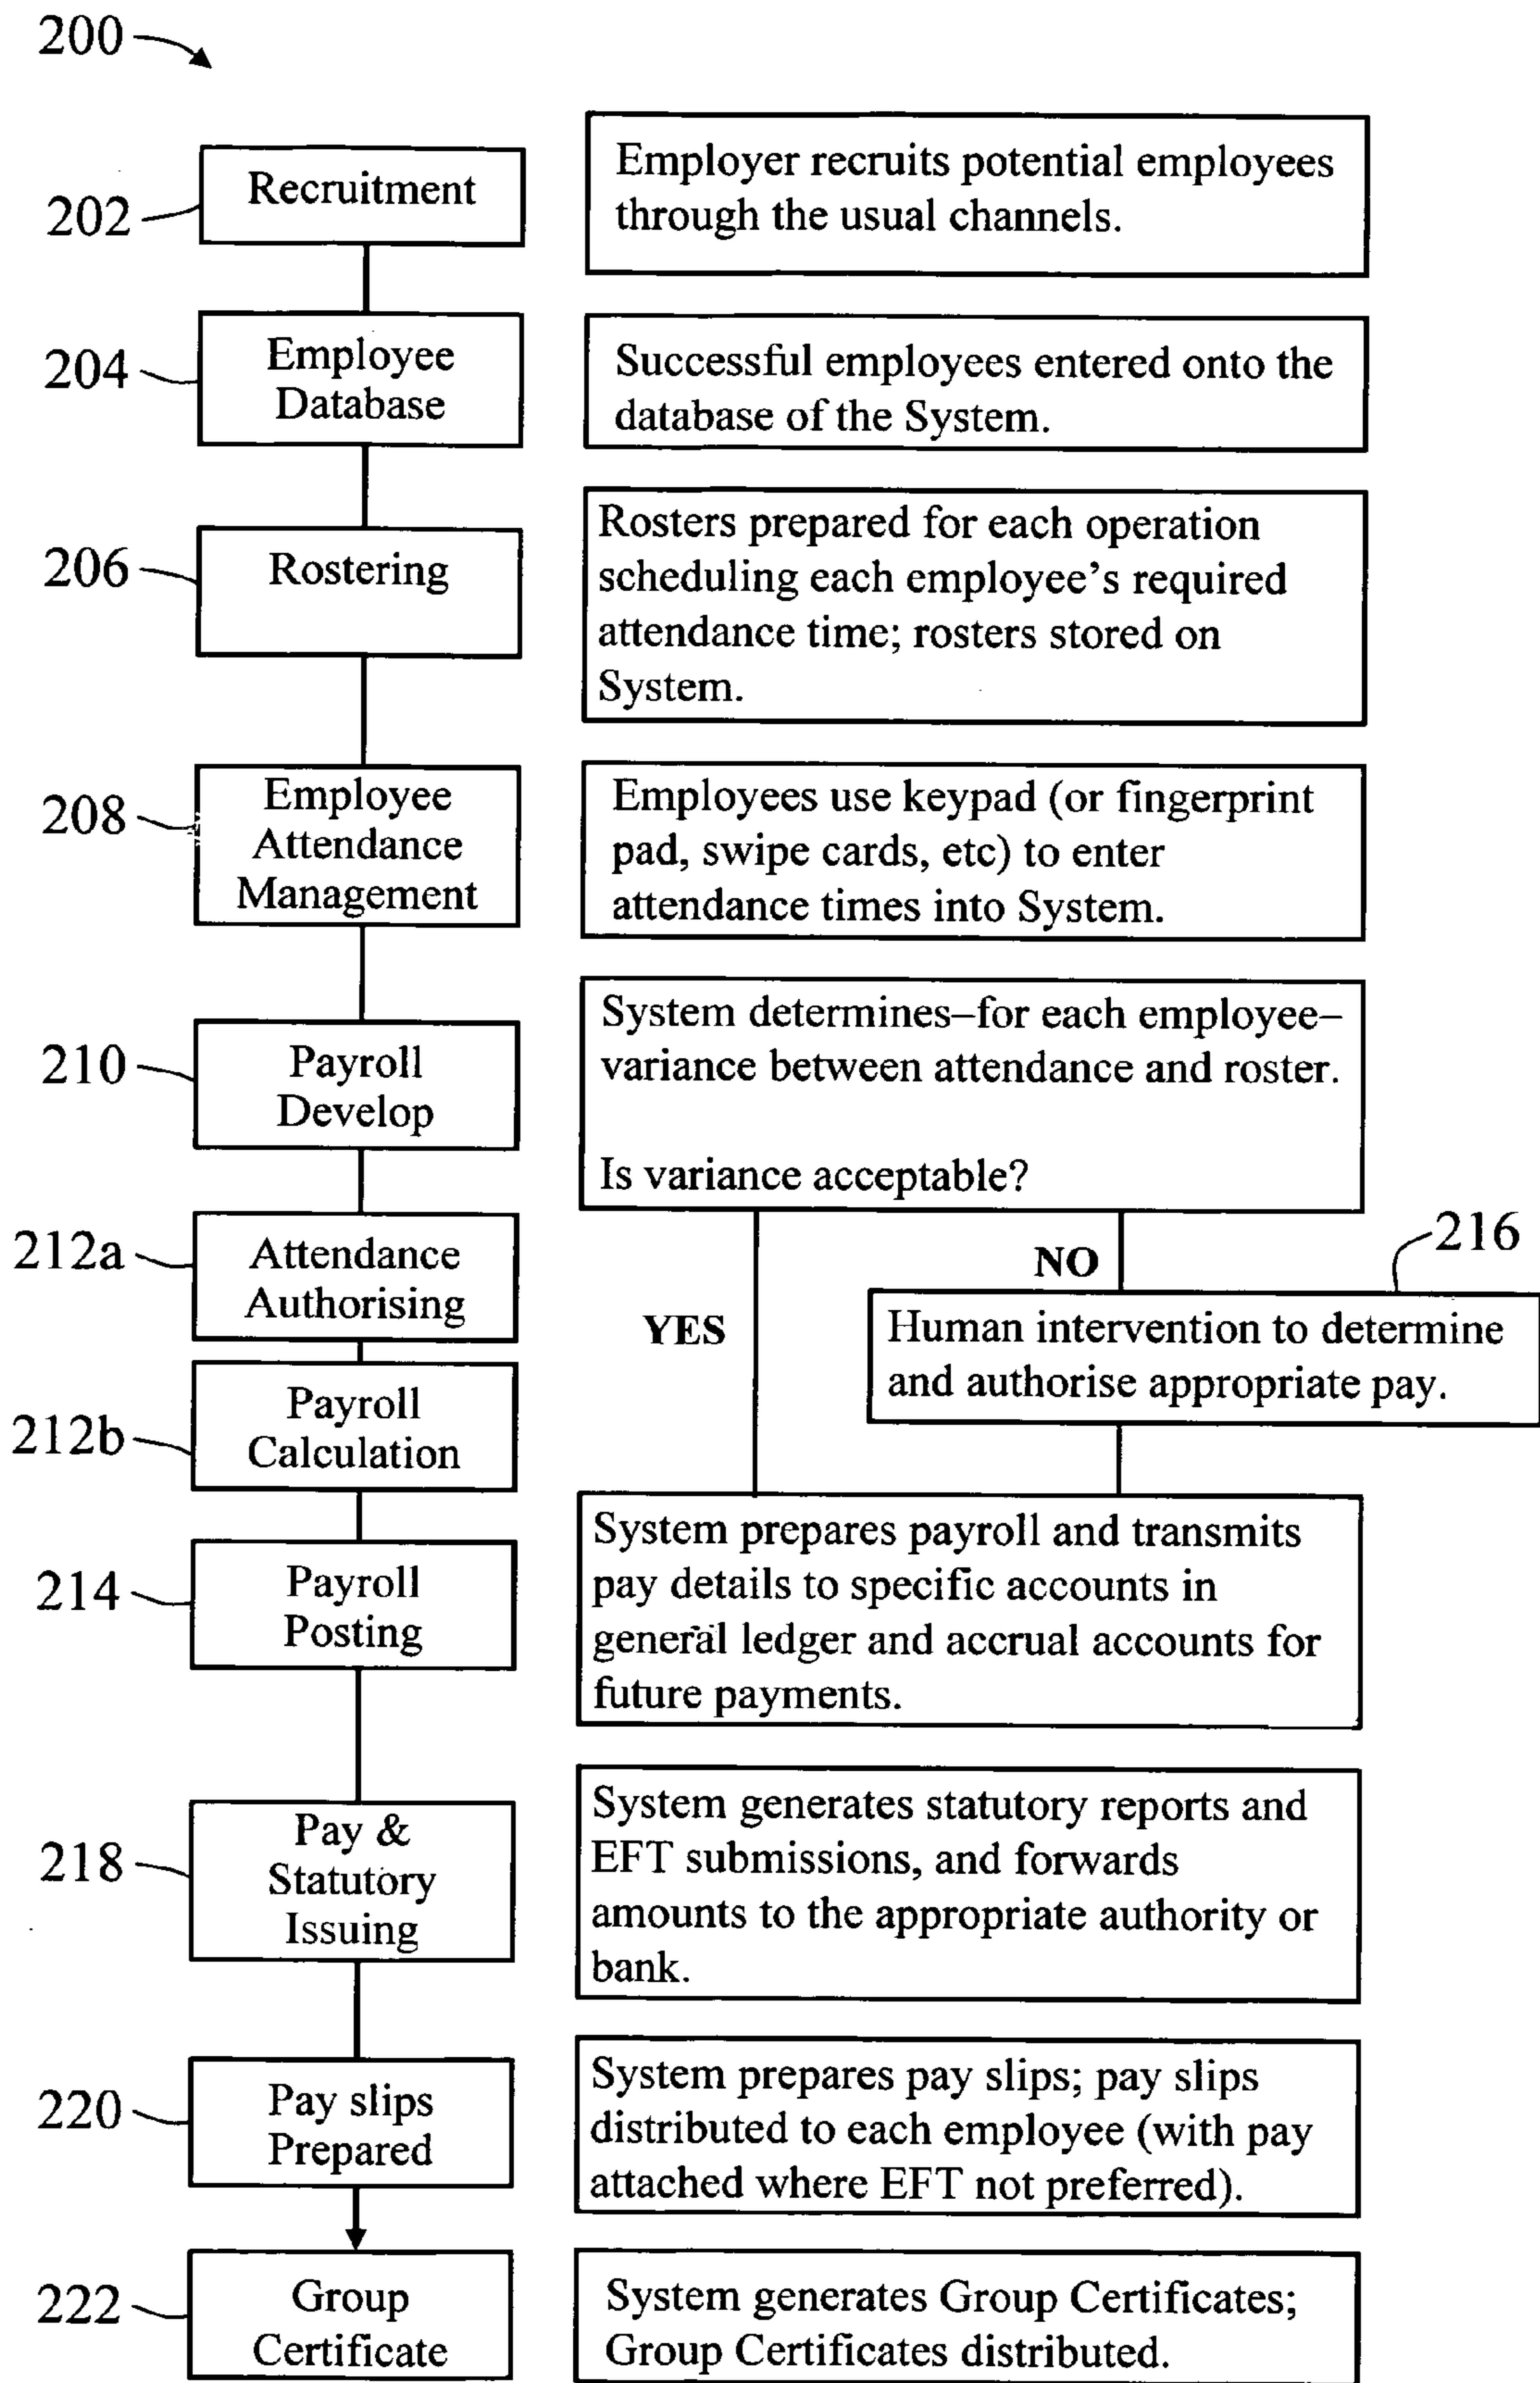 200
202
Recruitment
Employer recruits potential employees
through the usual channels.
204
Employee
Database
Successful employees entered onto the
database of the System.
206
Rostering
Rosters prepared for each operation
scheduling each employee's required
attendance time; rosters stored on
System.
208
Employee
Attendance
Management
Employees use keypad (or fingerprint
pad, swipe cards, etc) to enter
attendance times into System.
210
Payroll
Develop
System determines–for each employee–
variance between attendance and roster.
Is variance acceptable?
212a
Attendance
Authorising
YES
NO
216
Human intervention to determine
and authorise appropriate pay.
212b
Payroll
Calculation
214
Payroll
Posting
System prepares payroll and transmits
pay details to specific accounts in
general ledger and accrual accounts for
future payments.
218
Pay &
Statutory
Issuing
System generates statutory reports and
EFT submissions, and forwards
amounts to the appropriate authority or
bank.
220
Pay slips
Prepared
System prepares pay slips; pay slips
distributed to each employee (with pay
attached where EFT not preferred).
222
Group
Certificate
System generates Group Certificates;
Group Certificates distributed.